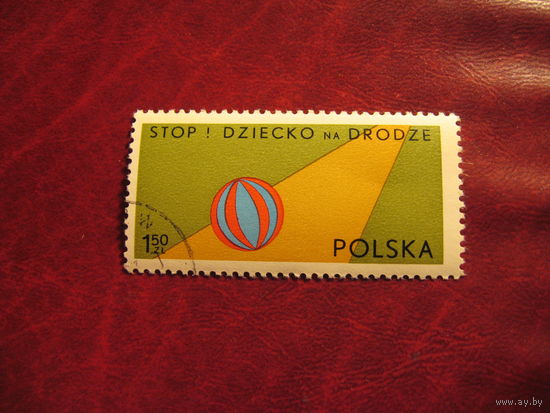 STOP ! DZIECKO NA DRODZE
1.50
ZŁ
POLSKA
www.ay.by